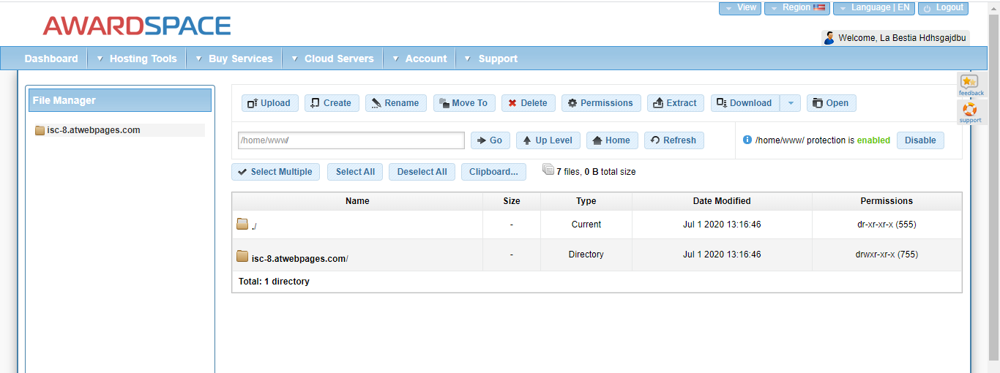 View Region Language | EN Logout
AWARDSPACE
Welcome, La Bestia Hdhsgajdbu
Dashboard Hosting Tools Buy Services Cloud Servers Account Support
File Manager
isc-8.atwebpages.com
Upload Create Rename Move To Delete Permissions Extract Download Open
feedback
support
/home/www/ Go Up Level Home Refresh /home/www/ protection is enabled Disable
Select Multiple Select All Deselect All Clipboard... 7 files, 0 B total size
Name Size Type Date Modified Permissions
./ - Current Jul 1 2020 13:16:46 dr-xr-xr-x (555)
isc-8.atwebpages.com/ - Directory Jul 1 2020 13:16:46 drwxr-xr-x (755)
Total: 1 directory